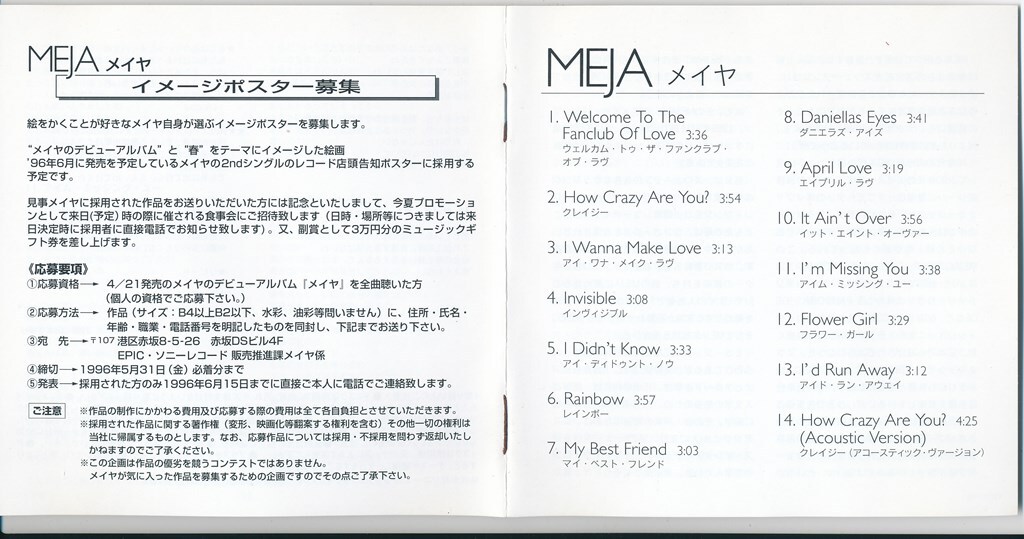 MEJA メイヤ
イメージポスター募集
絵をかくことが好きなメイヤ自身が選ぶイメージポスターを募集します。
"メイヤのデビューアルバム"と"春"をテーマにイメージした絵画
'96年6月に発売を予定しているメイヤの2ndシングルのレコード店頭告知ポスターに採用する
予定です。
見事メイヤに採用された作品をお送りいただいた方には記念といたしまして、今夏プロモーショ
ンとして来日(予定)時の際に催される食事会にご招待致します(日時・場所等につきましては来
日決定時に採用者に直接電話でお知らせ致します)。又、副賞として3万円分のミュージックギ
フト券を差し上げます。
《応募要項》
①応募資格→ 4/21発売のメイヤのデビューアルバム『メイヤ』を全曲聴いた方
(個人の資格でご応募下さい。)
②応募方法→ 作品(サイズ:B4以上B2以下、水彩、油彩等問いません)に、住所・氏名・
年齢・職業・電話番号を明記したものを同封し、下記までお送り下さい。
③宛 先→〒107 港区赤坂8-5-26 赤坂DSビル4F
EPIC・ソニーレコード 販売推進課メイヤ係
④締切→1996年5月31日(金)必着分まで
⑤発表→採用された方のみ1996年6月15日までに直接ご本人に電話でご連絡致します。
ご注意 ※作品の制作にかかわる費用及び応募する際の費用は全て各自負担とさせていただきます。
※採用された作品に関する著作権(変形、映画化等翻案する権利を含む)その他一切の権利は
当社に帰属するものとします。なお、応募作品については採用・不採用を問わず返却いたし
かねますのでご了承ください。
※この企画は作品の優劣を競うコンテストではありません。
メイヤが気に入った作品を募集するための企画ですのでその点ご了承下さい。
MEJA メイヤ
1. Welcome To The
Fanclub Of Love 3:36
ウェルカム・トゥ・ザ・ファンクラブ・
オブ・ラヴ
2. How Crazy Are You? 3:54
クレイジー
3. I Wanna Make Love 3:13
アイ・ワナ・メイク・ラヴ
4. Invisible 3:08
インヴィジブル
5. I Didn't Know 3:33
アイ・ディドゥント・ノウ
6. Rainbow 3:57
レインボー
7. My Best Friend 3:03
マイ・ベスト・フレンド
8. Daniellas Eyes 3:41
ダニエラズ・アイズ
9. April Love 3:19
エイプリル・ラヴ
10. It Ain't Over 3:56
イット・エイント・オーヴァー
11. I'm Missing You 3:38
アイム・ミッシング・ユー
12. Flower Girl 3:29
フラワー・ガール
13. I'd Run Away 3:12
アイド・ラン・アウェイ
14. How Crazy Are You? 4:25
(Acoustic Version)
クレイジー(アコースティック・ヴァージョン)